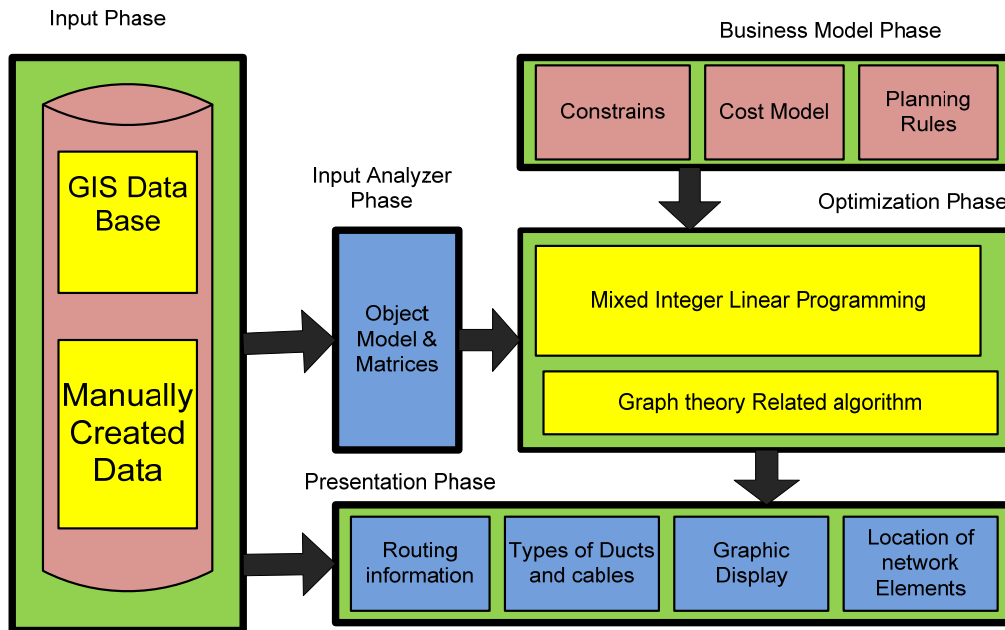 Input Phase
GIS Data
Base
Manually
Created
Data
Input Analyzer
Phase
Object
Model &
Matrices
Business Model Phase
Constrains
Cost Model
Planning
Rules
Optimization Phase
Mixed Integer Linear Programming
Graph theory Related algorithm
Presentation Phase
Routing
information
Types of Ducts
and cables
Graphic
Display
Location of
network
Elements